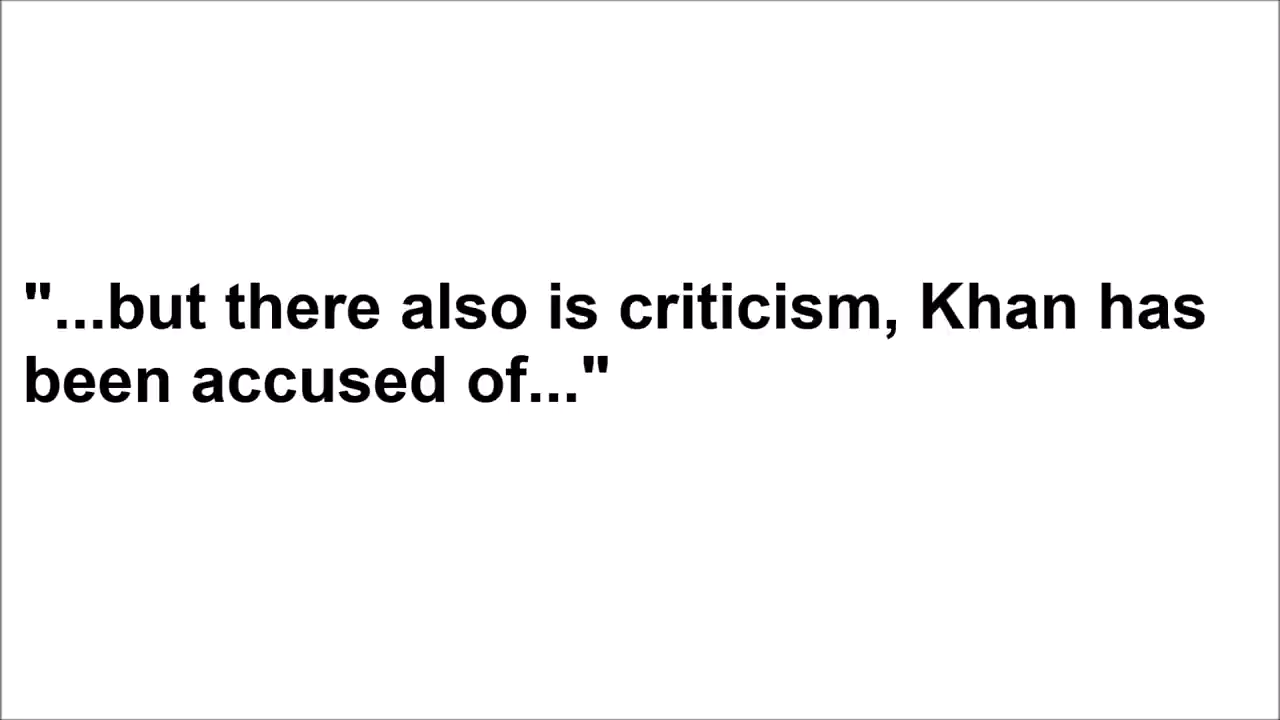 "...but there also is criticism, Khan has
been accused of..."